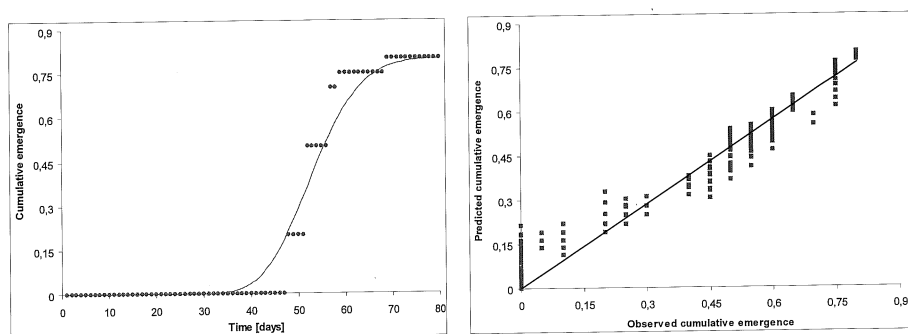 0,9
0,75
0,6
0,45
0,3
0,15
0
Cumulative emergence
0 10 20 30 40 50 60 70 80
Time [days]
0,9
0,75
0,6
0,45
0,3
0,15
0
Predicted cumulative emergence
0 0,15 0,3 0,45 0,6 0,75 0,9
Observed cumulative emergence